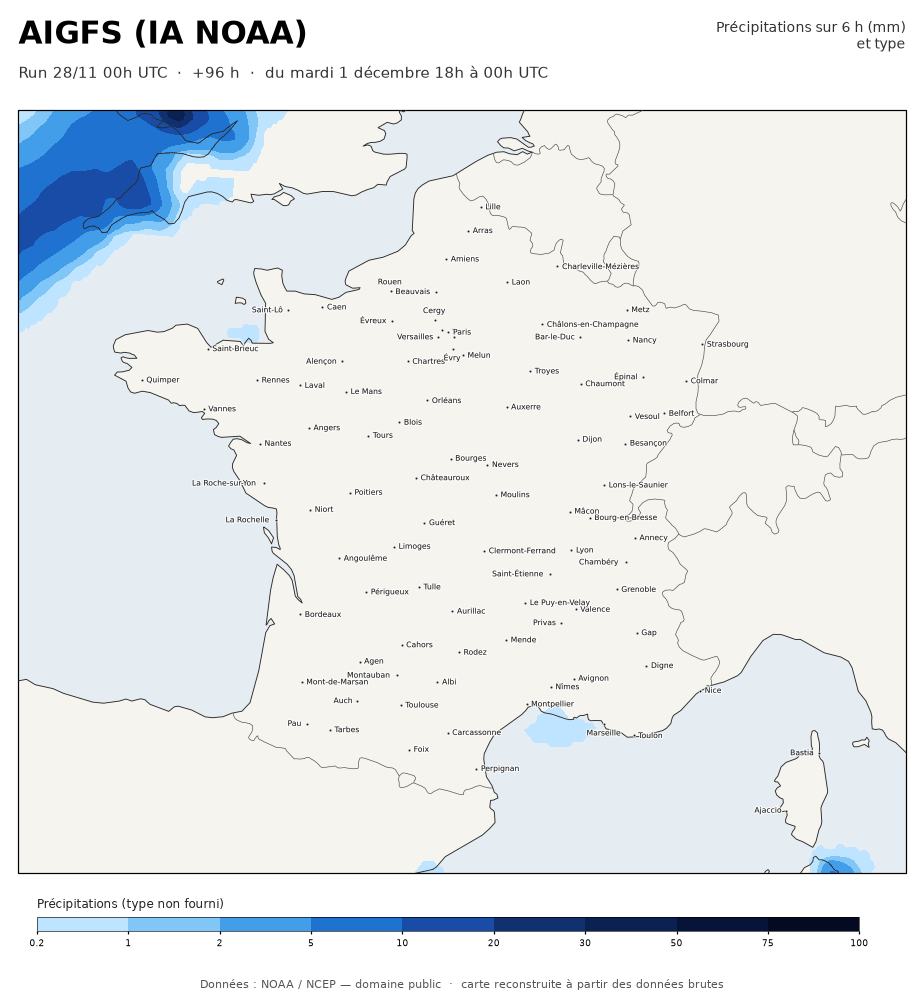 AIGFS (IA NOAA)
Précipitations sur 6 h (mm)
et type
Run 28/11 00h UTC · +96 h · du mardi 1 décembre 18h à 00h UTC
Lille
Arras
Amiens
Charleville-Mézières
Rouen
Laon
Beauvais
Caen
Saint-Lô
Cergy
Metz
Évreux
Châlons-en-Champagne
Paris
Versailles
Bar-le-Duc
Nancy
Strasbourg
Saint-Brieuc
Évry
Melun
Alençon
Chartres
Troyes
Épinal
Quimper
Rennes
Laval
Chaumont
Colmar
Le Mans
Orléans
Vannes
Auxerre
Belfort
Vesoul
Blois
Angers
Tours
Dijon
Nantes
Besançon
Bourges
Nevers
Châteauroux
La Roche-sur-Yon
Lons-le-Saunier
Poitiers
Moulins
Niort
Mâcon
Bourg-en-Bresse
La Rochelle
Guéret
Annecy
Limoges
Clermont-Ferrand
Lyon
Angoulême
Chambéry
Saint-Étienne
Tulle
Grenoble
Périgueux
Le Puy-en-Velay
Valence
Bordeaux
Aurillac
Privas
Gap
Mende
Cahors
Rodez
Agen
Digne
Montauban
Mont-de-Marsan
Albi
Avignon
Nîmes
Nice
Auch
Toulouse
Montpellier
Pau
Tarbes
Carcassonne
Marseille
Toulon
Foix
Bastia
Perpignan
Ajaccio
Précipitations (type non fourni)
0.2 1 2 5 10 20 30 50 75 100
Données : NOAA / NCEP — domaine public · carte reconstruite à partir des données brutes